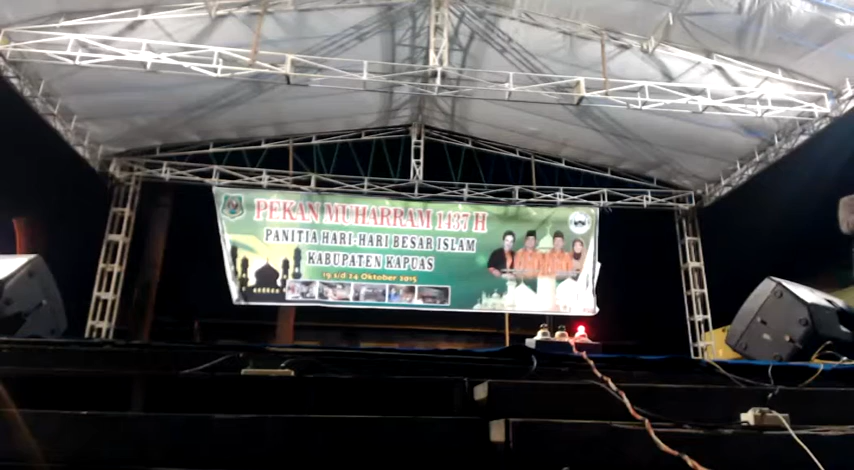 PEKAN MUHARRAM 1437 H
PANITIA HARI-HARI BESAR ISLAM
KABUPATEN KAPUAS
19 s/d 24 Oktober 2015